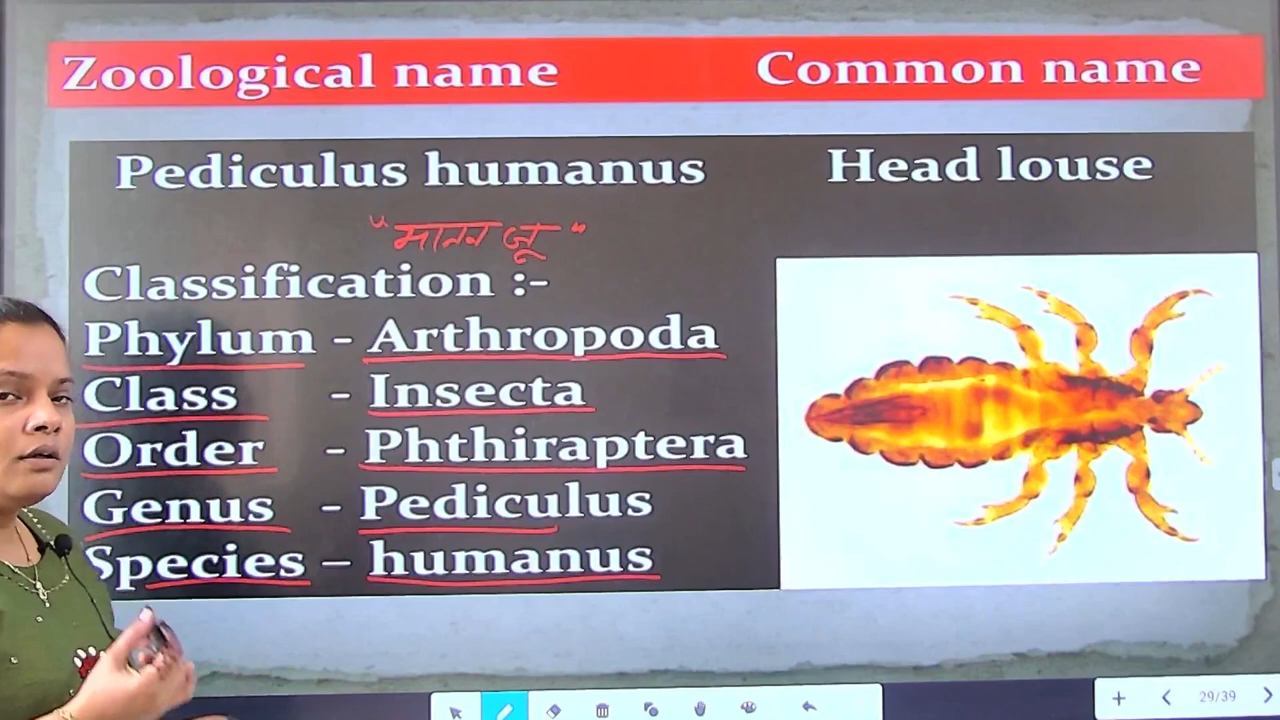 Zoological name Common name
Pediculus humanus Head louse
"मानव जू"
Classification :-
Phylum - Arthropoda
Class - Insecta
Order - Phthiraptera
Genus - Pediculus
Species – humanus
29/39